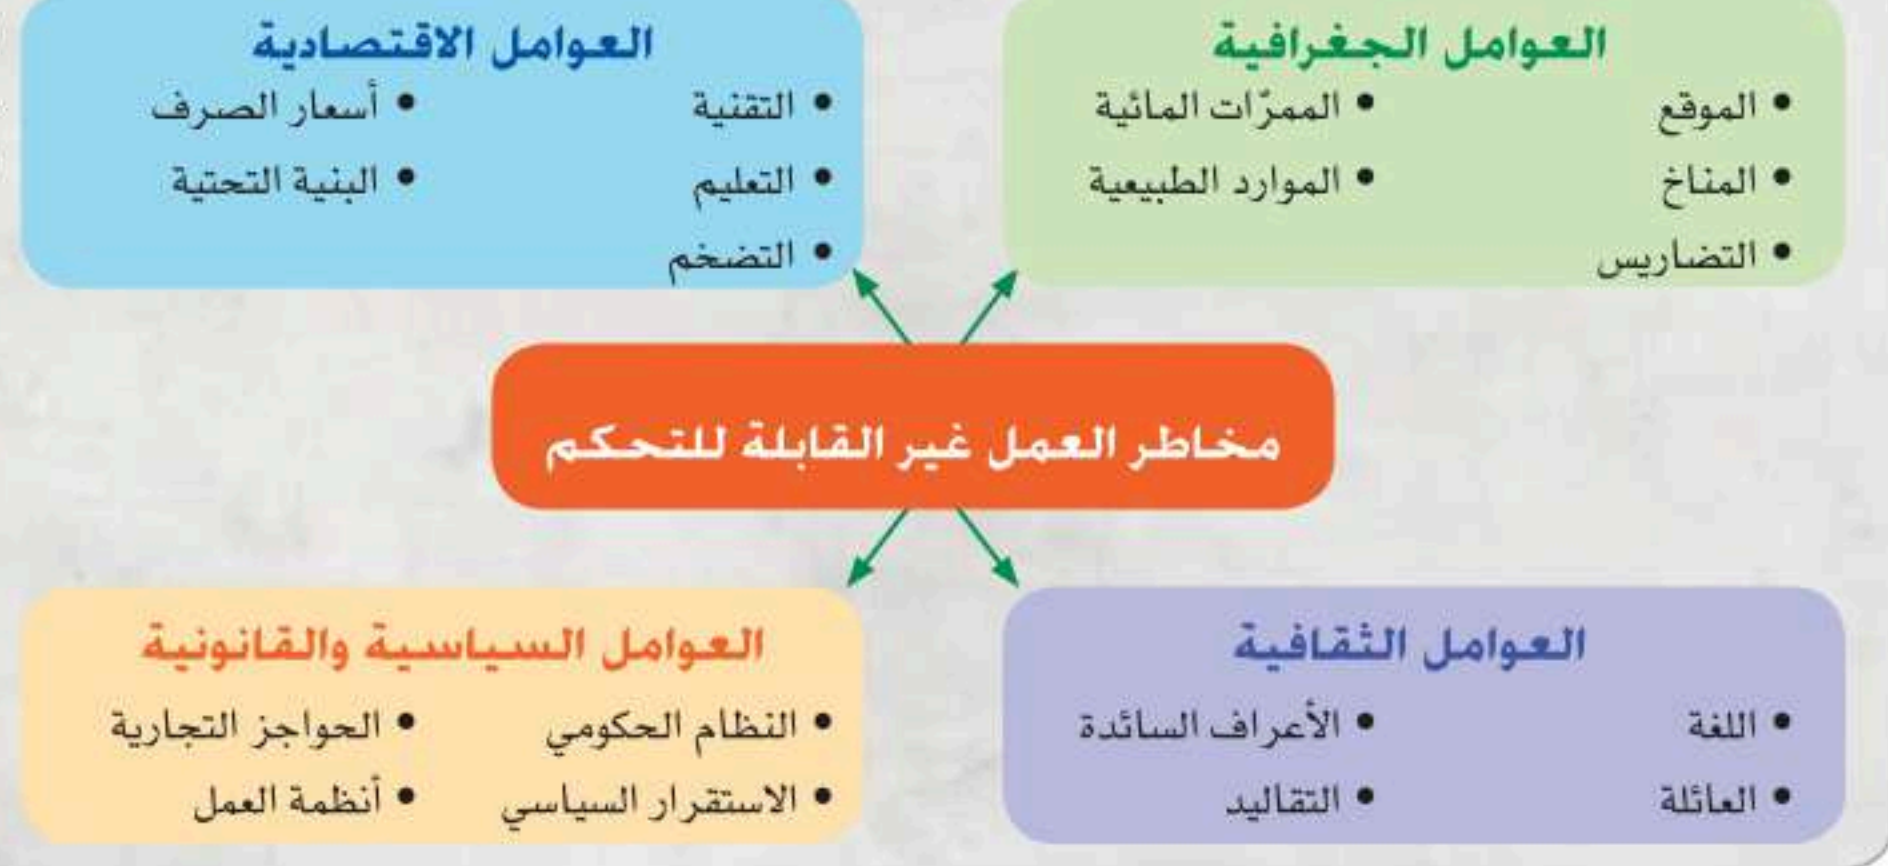 العوامل الجغرافية
• الموقع
• المناخ
• التضاريس
• الممرّات المائية
• الموارد الطبيعية
العوامل الاقتصادية
• التقنية
• التعليم
• التضخم
• أسعار الصرف
• البنية التحتية
مخاطر العمل غير القابلة للتحكم
العوامل الثقافية
• اللغة
• العائلة
• الأعراف السائدة
• التقاليد
العوامل السياسية والقانونية
• النظام الحكومي
• الاستقرار السياسي
• الحواجز التجارية
• أنظمة العمل